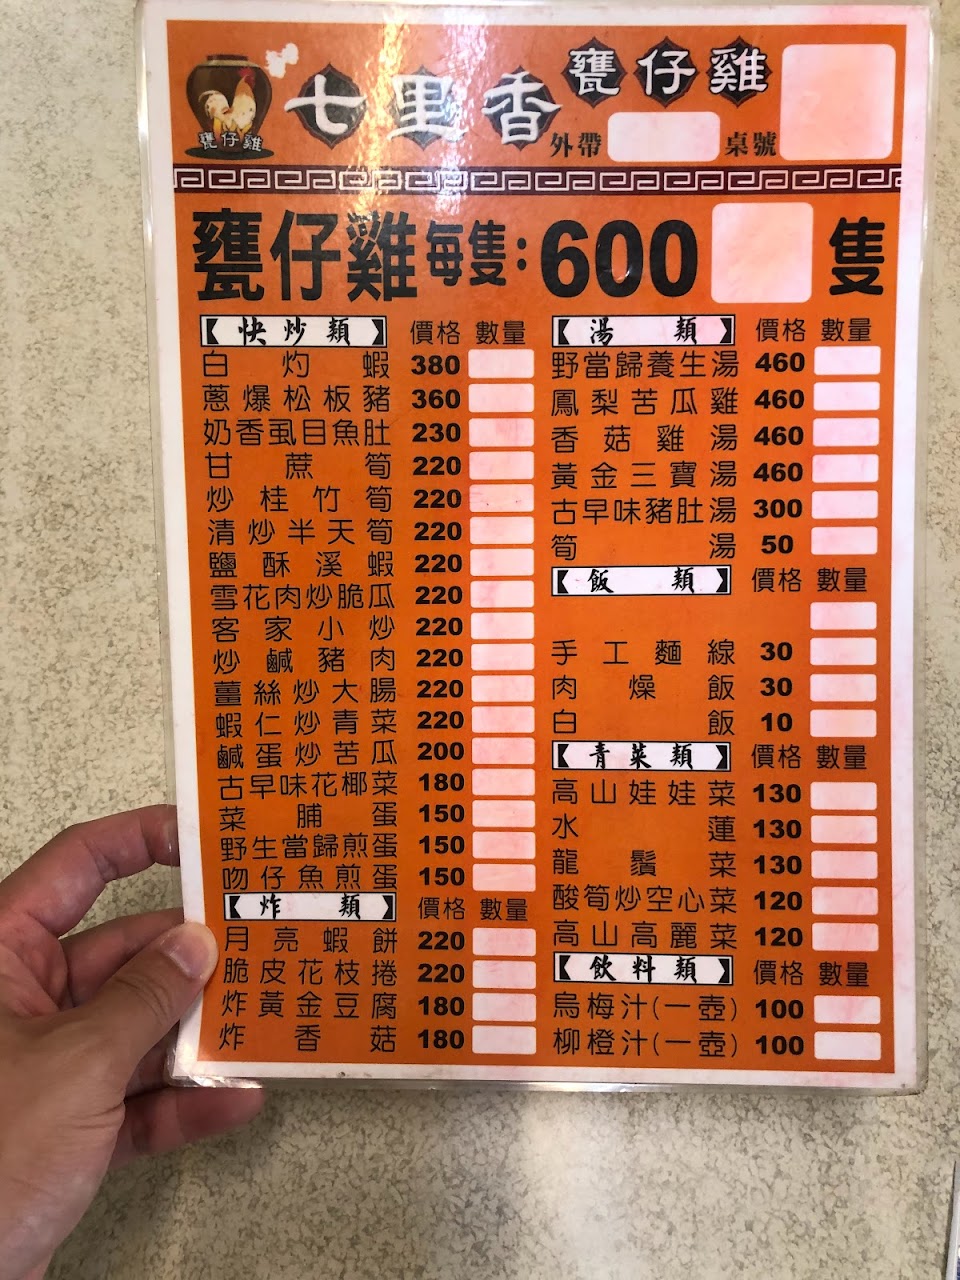 七里香 甕仔雞
甕仔雞
外帶 桌號
甕仔雞每隻：600 隻
【快炒類】 價格 數量
白灼蝦 380
蔥爆松板豬 360
奶香虱目魚肚 230
甘蔗筍 220
炒桂竹筍 220
清炒半天筍 220
鹽酥溪蝦 220
雪花肉炒脆瓜 220
客家小炒 220
炒鹹豬肉 220
薑絲炒大腸 220
蝦仁炒青菜 220
鹹蛋炒苦瓜 200
古早味花椰菜 180
菜脯蛋 150
野生當歸煎蛋 150
吻仔魚煎蛋 150
【炸類】 價格 數量
月亮蝦餅 220
脆皮花枝捲 220
炸黃金豆腐 180
炸香菇 180
【湯類】 價格 數量
野當歸養生湯 460
鳳梨苦瓜雞 460
香菇雞湯 460
黃金三寶湯 460
古早味豬肚湯 300
筍湯 50
【飯類】 價格 數量
手工麵線 30
肉燥飯 30
白飯 10
【青菜類】 價格 數量
高山娃娃菜 130
水蓮 130
龍鬚菜 130
酸筍炒空心菜 120
高山高麗菜 120
【飲料類】 價格 數量
烏梅汁(一壺) 100
柳橙汁(一壺) 100